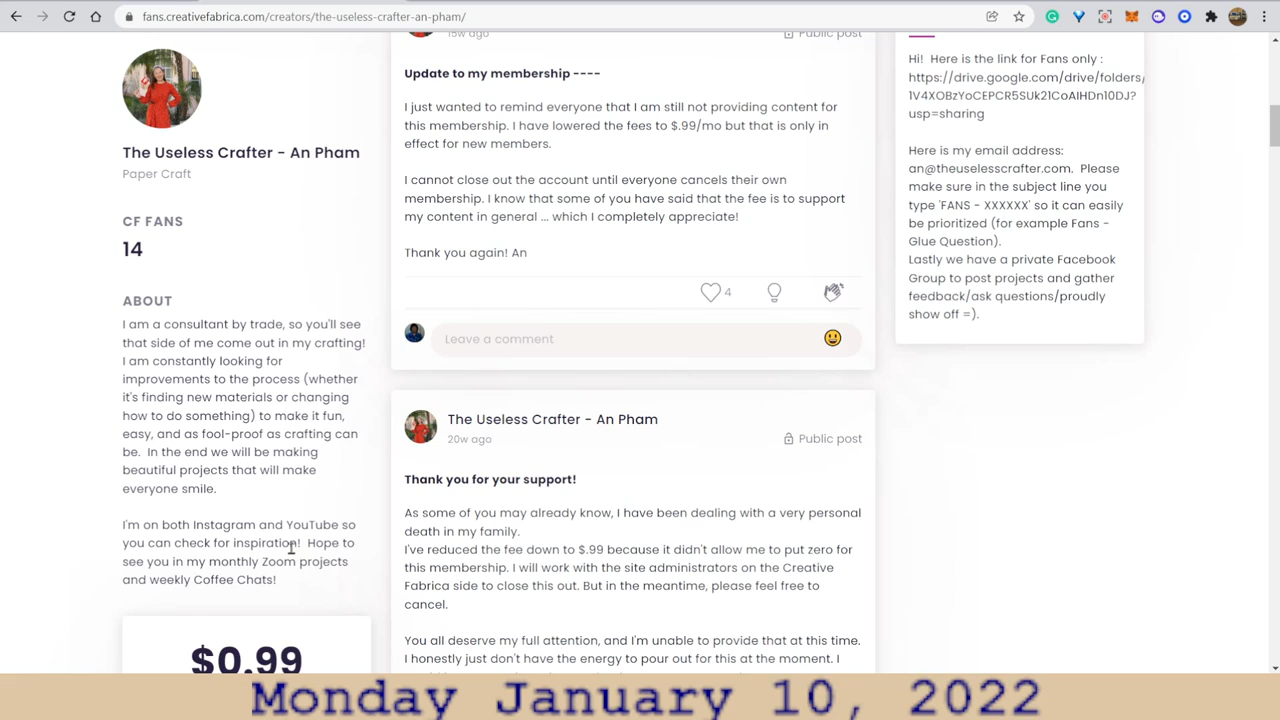 fans.creativefabrica.com/creators/the-useless-crafter-an-pham/
The Useless Crafter - An Pham
Paper Craft
CF FANS
14
ABOUT
I am a consultant by trade, so you'll see
that side of me come out in my crafting!
I am constantly looking for
improvements to the process (whether
it's finding new materials or changing
how to do something) to make it fun,
easy, and as fool-proof as crafting can
be. In the end we will be making
beautiful projects that will make
everyone smile.
I'm on both Instagram and YouTube so
you can check for inspiration! Hope to
see you in my monthly Zoom projects
and weekly Coffee Chats!
$0.99
15w ago
Public post
Update to my membership ----
I just wanted to remind everyone that I am still not providing content for
this membership. I have lowered the fees to $.99/mo but that is only in
effect for new members.
I cannot close out the account until everyone cancels their own
membership. I know that some of you have said that the fee is to support
my content in general ... which I completely appreciate!
Thank you again! An
4
Leave a comment
The Useless Crafter - An Pham
20w ago
Public post
Thank you for your support!
As some of you may already know, I have been dealing with a very personal
death in my family.
I've reduced the fee down to $.99 because it didn't allow me to put zero for
this membership. I will work with the site administrators on the Creative
Fabrica side to close this out. But in the meantime, please feel free to
cancel.
You all deserve my full attention, and I'm unable to provide that at this time.
I honestly just don't have the energy to pour out for this at the moment. I
Hi! Here is the link for Fans only :
https://drive.google.com/drive/folders/
1V4XOBzYoCEPCR5SUk21CoAIHDn10DJ?
usp=sharing
Here is my email address:
an@theuselesscrafter.com. Please
make sure in the subject line you
type 'FANS - XXXXXX' so it can easily
be prioritized (for example Fans -
Glue Question).
Lastly we have a private Facebook
Group to post projects and gather
feedback/ask questions/proudly
show off =).
Monday January 10, 2022